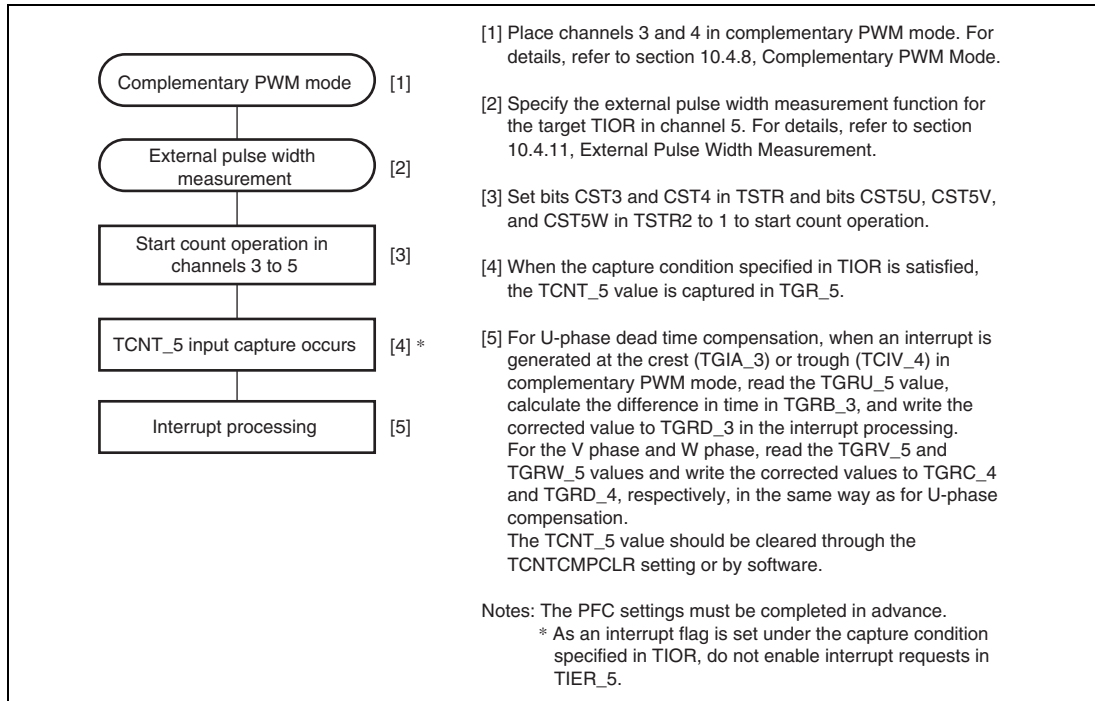 Complementary PWM mode [1]
External pulse width
measurement [2]
Start count operation in
channels 3 to 5 [3]
TCNT_5 input capture occurs [4] *
Interrupt processing [5]
[1] Place channels 3 and 4 in complementary PWM mode. For
details, refer to section 10.4.8, Complementary PWM Mode.
[2] Specify the external pulse width measurement function for
the target TIOR in channel 5. For details, refer to section
10.4.11, External Pulse Width Measurement.
[3] Set bits CST3 and CST4 in TSTR and bits CST5U, CST5V,
and CST5W in TSTR2 to 1 to start count operation.
[4] When the capture condition specified in TIOR is satisfied,
the TCNT_5 value is captured in TGR_5.
[5] For U-phase dead time compensation, when an interrupt is
generated at the crest (TGIA_3) or trough (TCIV_4) in
complementary PWM mode, read the TGRU_5 value,
calculate the difference in time in TGRB_3, and write the
corrected value to TGRD_3 in the interrupt processing.
For the V phase and W phase, read the TGRV_5 and
TGRW_5 values and write the corrected values to TGRC_4
and TGRD_4, respectively, in the same way as for U-phase
compensation.
The TCNT_5 value should be cleared through the
TCNTCMPCLR setting or by software.
Notes: The PFC settings must be completed in advance.
* As an interrupt flag is set under the capture condition
specified in TIOR, do not enable interrupt requests in
TIER_5.